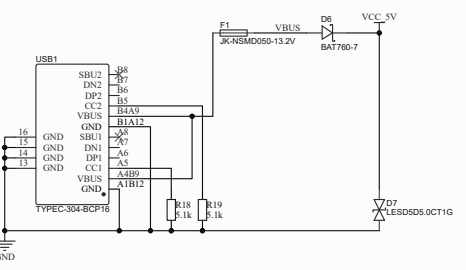 F1
VBUS
D6
VCC_5V
JK-NSMD050-13.2V
BAT760-7
USB1
SBU2 B8
DN2 B7
DP2 B6
CC2 B5
VBUS B4A9
GND B1A12
16 GND SBU1 A8
15 GND DN1 A7
14 GND DP1 A6
13 GND CC1 A5
VBUS A4B9
GND A1B12
TYPEC-304-BCP16
R18
5.1k
R19
5.1k
D7
LESD5D5.0CT1G
GND